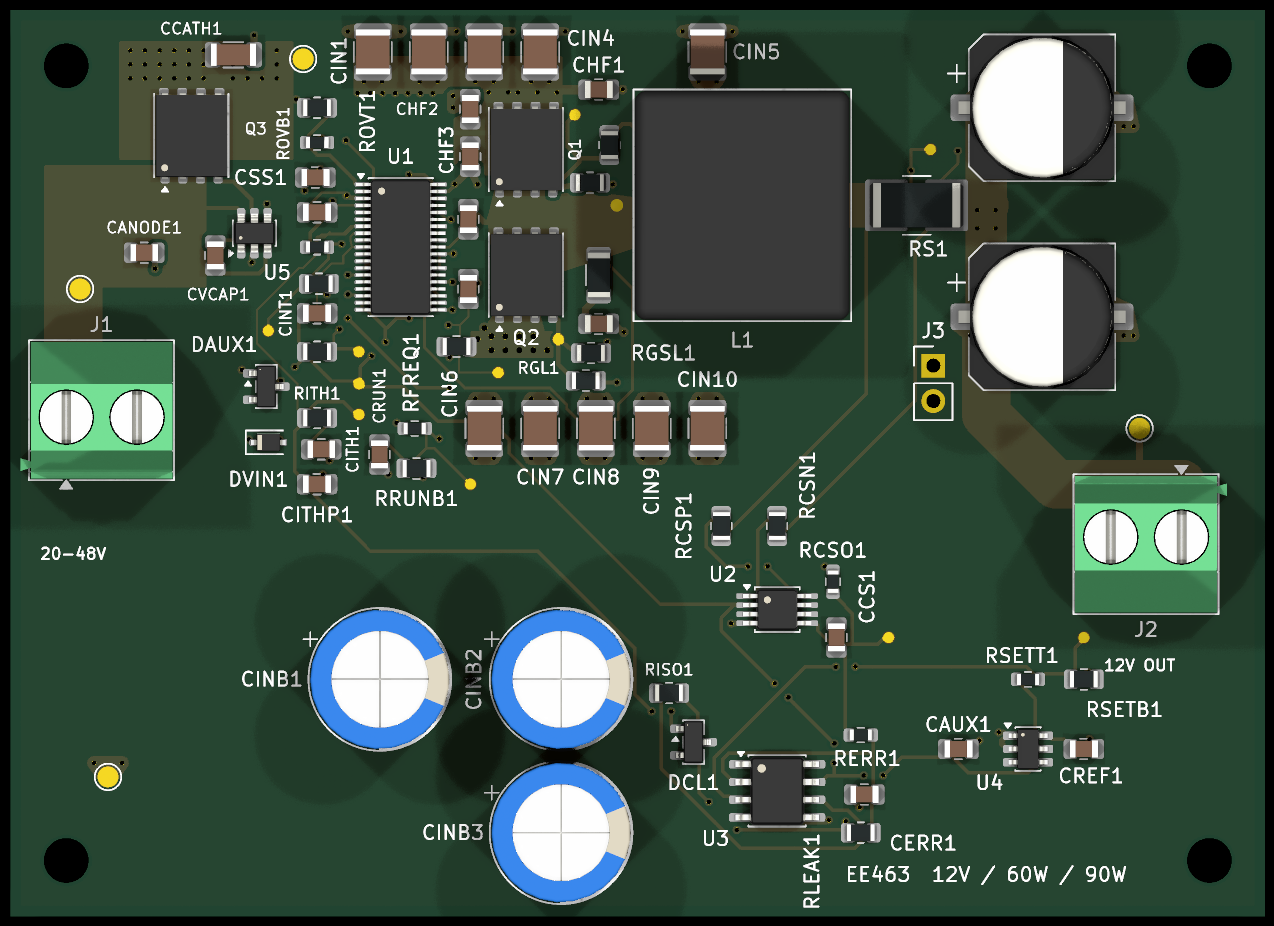 CCATH1
CIN1
CIN4
CIN5
CHF1
ROVT1
CHF2
ROVB1
Q3
CHF3
Q1
U1
CSS1
CANODE1
RS1
U5
CVCAP1
CINT1
J1
J3
DAUX1
Q2
L1
RGSL1
RGL1
RFREQ1
CIN6
CIN10
CRUN1
RITH1
CITH1
DVIN1
RRUNB1
CIN7
CIN8
CIN9
CITHP1
RCSN1
RCSP1
20-48V
RCSO1
U2
CCS1
J2
12V OUT
CINB1
CINB2
RISO1
RSETT1
RSETB1
CAUX1
RERR1
DCL1
U4
CREF1
CINB3
U3
CERR1
RLEAK1
EE463 12V / 60W / 90W